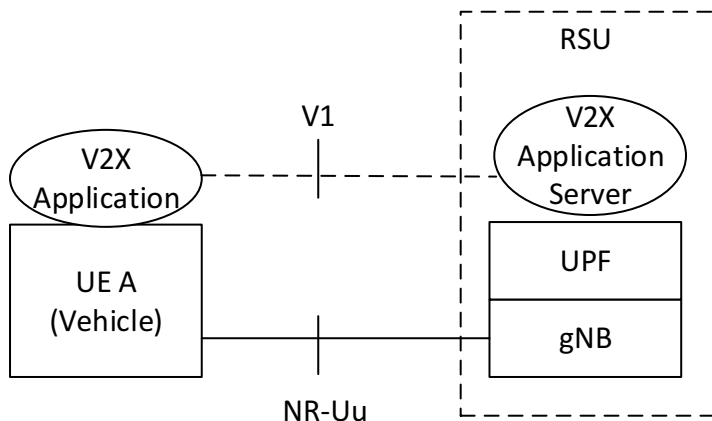 RSU
V1
V2X
Application
V2X
Application
Server
UE A
(Vehicle)
UPF
gNB
NR-Uu